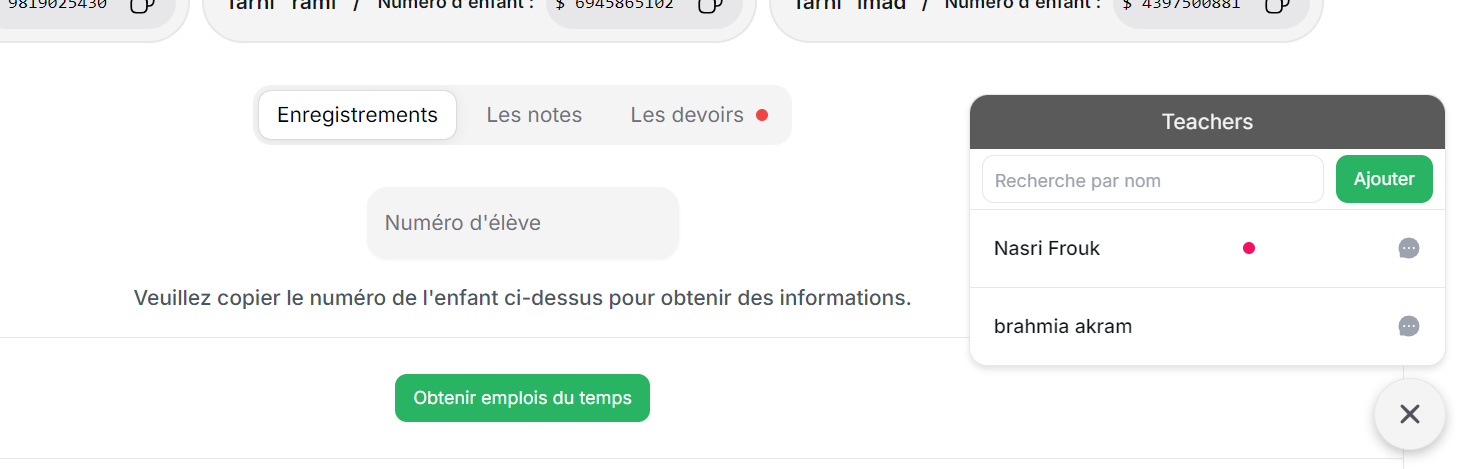 9819025430
Tarhi rami / Numéro d'enfant : $ 6945865102
Tarhi imad / Numéro d'enfant : $ 4397500881
Enregistrements
Les notes
Les devoirs
Numéro d'élève
Veuillez copier le numéro de l'enfant ci-dessus pour obtenir des informations.
Obtenir emplois du temps
Teachers
Recherche par nom
Ajouter
Nasri Frouk
brahmia akram